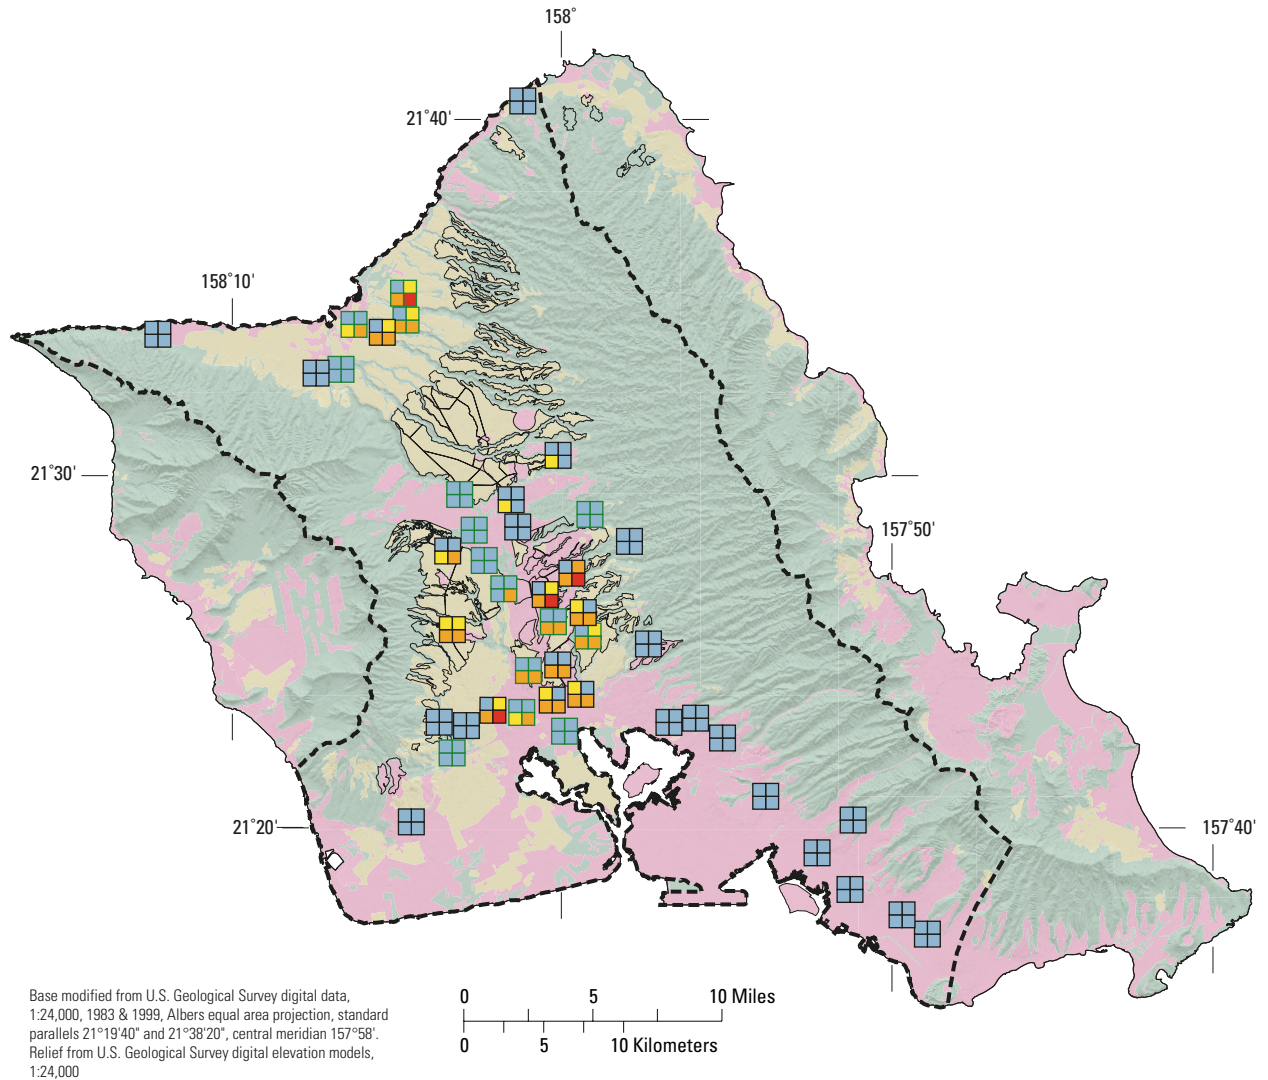 158°
21°40'
158°10'
21°30'
157°50'
21°20'
157°40'
Base modified from U.S. Geological Survey digital data,
1:24,000, 1983 & 1999, Albers equal area projection, standard
parallels 21°19'40" and 21°38'20", central meridian 157°58'.
Relief from U.S. Geological Survey digital elevation models,
1:24,000
0 5 10 Miles
0 5 10 Kilometers